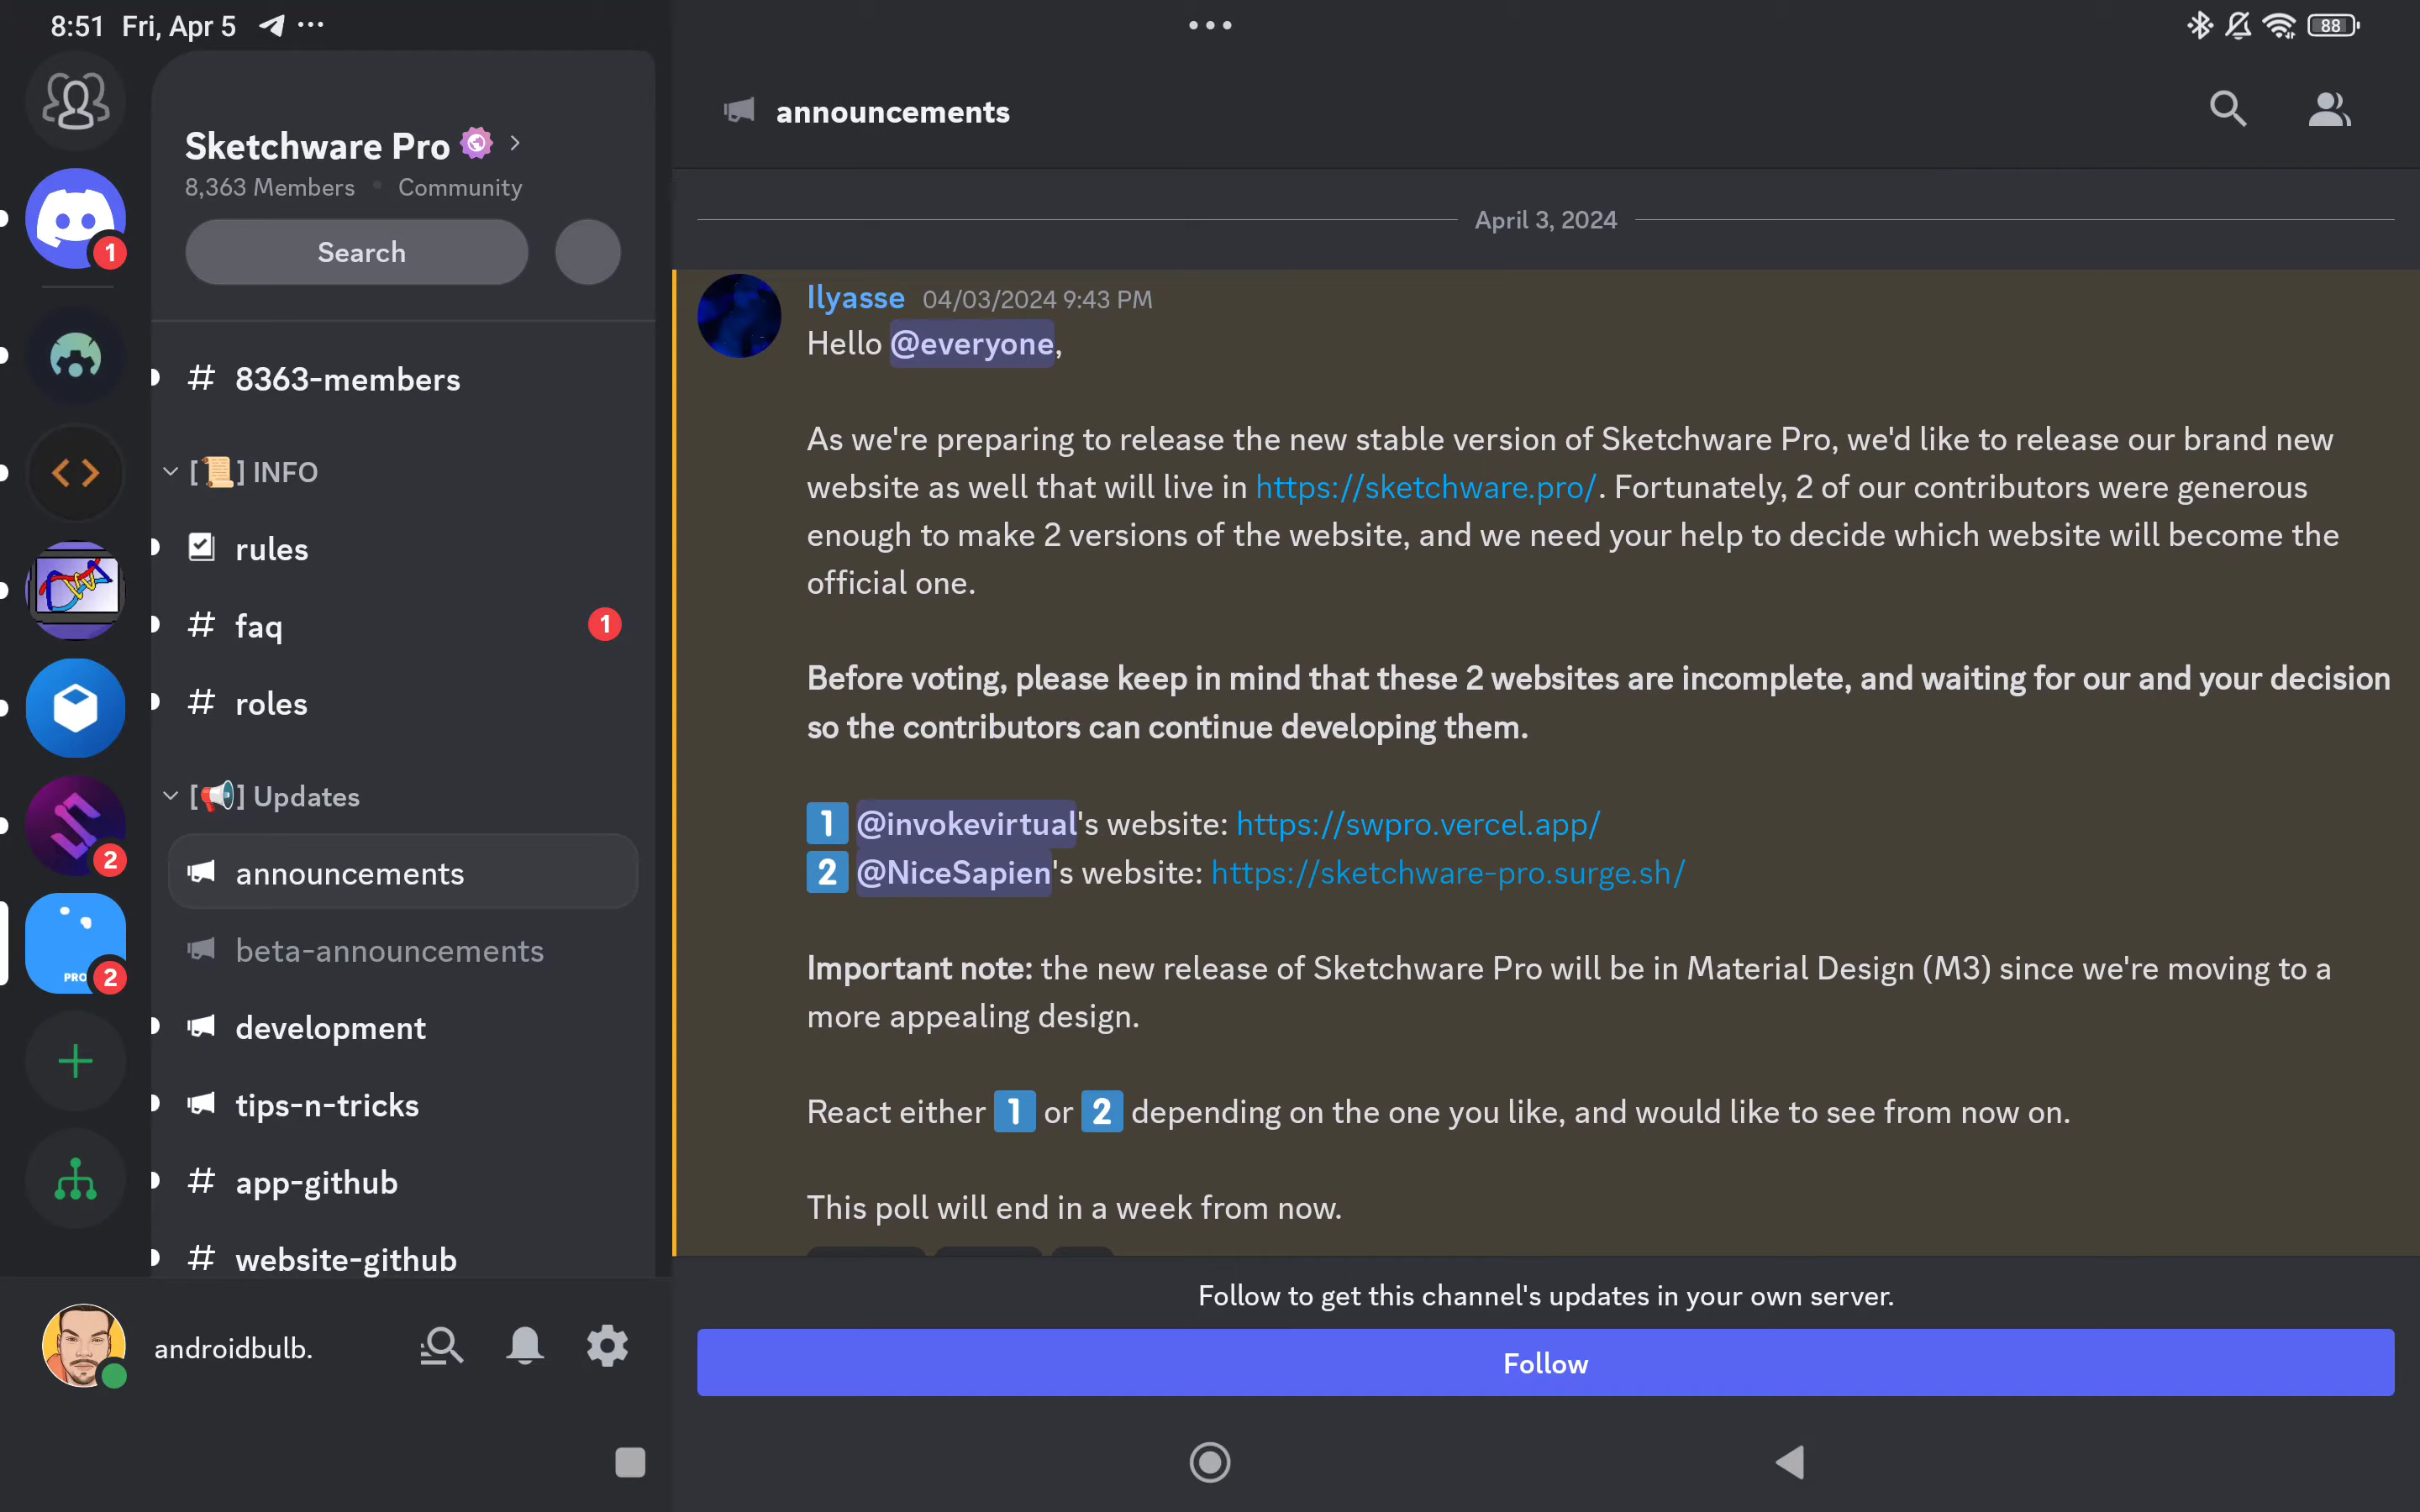 8:51 Fri, Apr 5
88
Sketchware Pro
8,363 Members • Community
Search
8363-members
[📜] INFO
rules
faq
1
roles
[📢] Updates
announcements
beta-announcements
development
tips-n-tricks
app-github
website-github
1
2
PRO
2
androidbulb.
announcements
April 3, 2024
Ilyasse 04/03/2024 9:43 PM
Hello @everyone,
As we're preparing to release the new stable version of Sketchware Pro, we'd like to release our brand new
website as well that will live in https://sketchware.pro/. Fortunately, 2 of our contributors were generous
enough to make 2 versions of the website, and we need your help to decide which website will become the
official one.
Before voting, please keep in mind that these 2 websites are incomplete, and waiting for our and your decision
so the contributors can continue developing them.
1 @invokevirtual's website: https://swpro.vercel.app/
2 @NiceSapien's website: https://sketchware-pro.surge.sh/
Important note: the new release of Sketchware Pro will be in Material Design (M3) since we're moving to a
more appealing design.
React either 1 or 2 depending on the one you like, and would like to see from now on.
This poll will end in a week from now.
Follow to get this channel's updates in your own server.
Follow